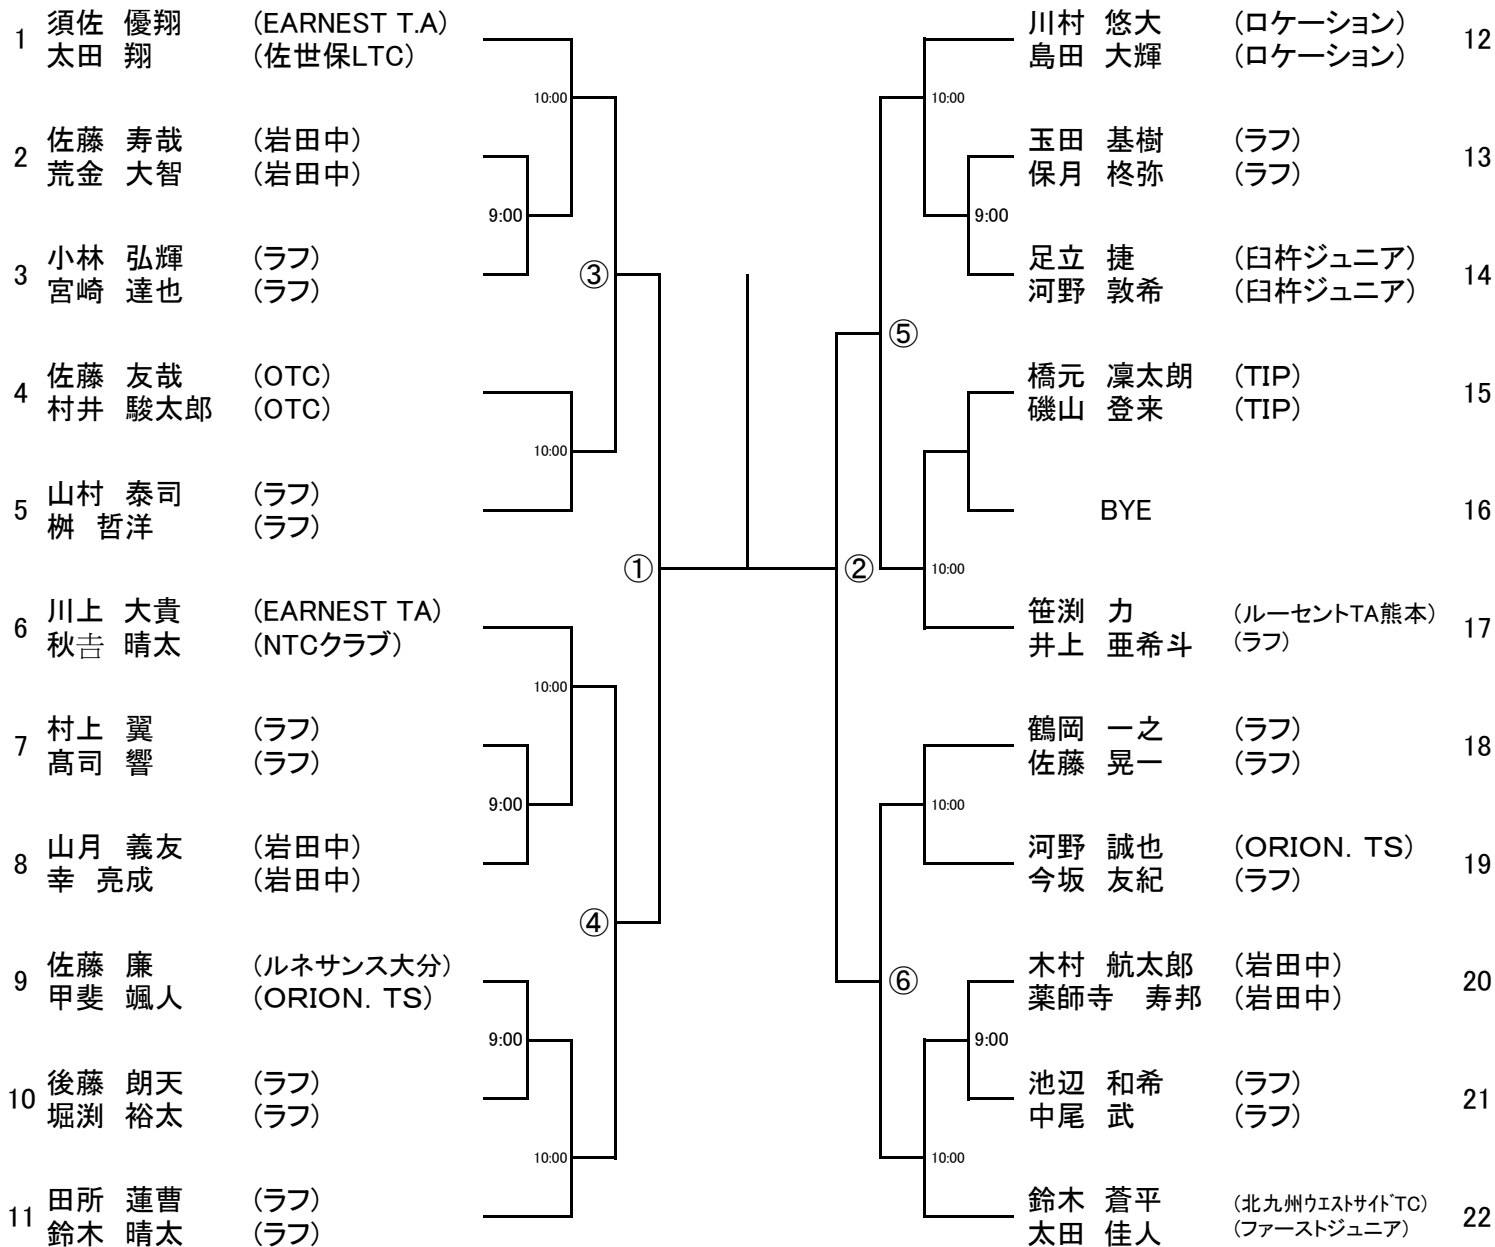 1 須佐 優翔 (EARNEST T.A)
太田 翔 (佐世保LTC)
10:00
2 佐藤 寿哉 (岩田中)
荒金 大智 (岩田中)
9:00
3 小林 弘輝 (ラフ)
宮崎 達也 (ラフ)
③
4 佐藤 友哉 (OTC)
村井 駿太郎 (OTC)
10:00
5 山村 泰司 (ラフ)
桝 哲洋 (ラフ)
①
6 川上 大貴 (EARNEST TA)
秋𠮷 晴太 (NTCクラブ)
10:00
7 村上 翼 (ラフ)
髙司 響 (ラフ)
9:00
8 山月 義友 (岩田中)
幸 亮成 (岩田中)
④
9 佐藤 廉 (ルネサンス大分)
甲斐 颯人 (ORION．TS)
9:00
10 後藤 朗天 (ラフ)
堀渕 裕太 (ラフ)
10:00
11 田所 蓮曹 (ラフ)
鈴木 晴太 (ラフ)
川村 悠大 (ロケーション) 12
島田 大輝 (ロケーション)
10:00
玉田 基樹 (ラフ) 13
保月 柊弥 (ラフ)
9:00
足立 捷 (臼杵ジュニア) 14
河野 敦希 (臼杵ジュニア)
⑤
橋元 凜太朗 (TIP) 15
磯山 登来 (TIP)
BYE 16
②
10:00
笹渕 力 (ルーセントTA熊本) 17
井上 亜希斗 (ラフ)
鶴岡 一之 (ラフ) 18
佐藤 晃一 (ラフ)
10:00
河野 誠也 (ORION．TS) 19
今坂 友紀 (ラフ)
⑥
木村 航太郎 (岩田中) 20
薬師寺 寿邦 (岩田中)
9:00
池辺 和希 (ラフ) 21
中尾 武 (ラフ)
10:00
鈴木 蒼平 (北九州ｳｴｽﾄｻｲﾄﾞTC) 22
太田 佳人 (ファーストジュニア)